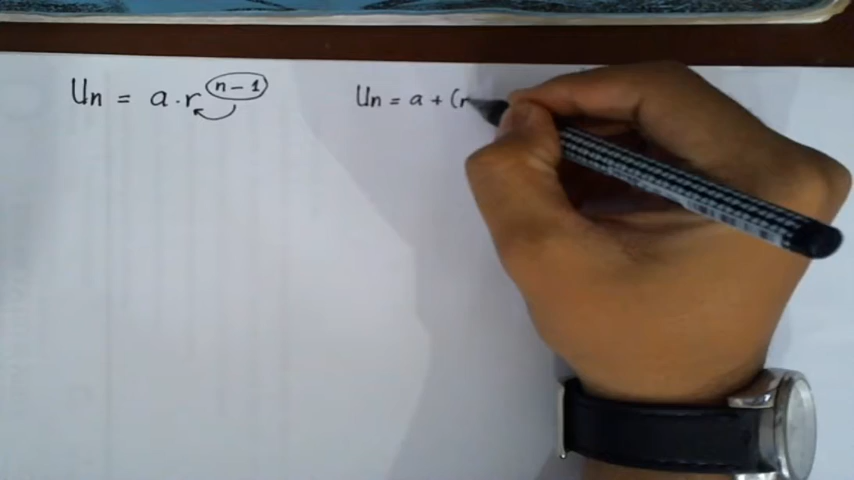 Un = a · r^(n-1)
Un = a + (n